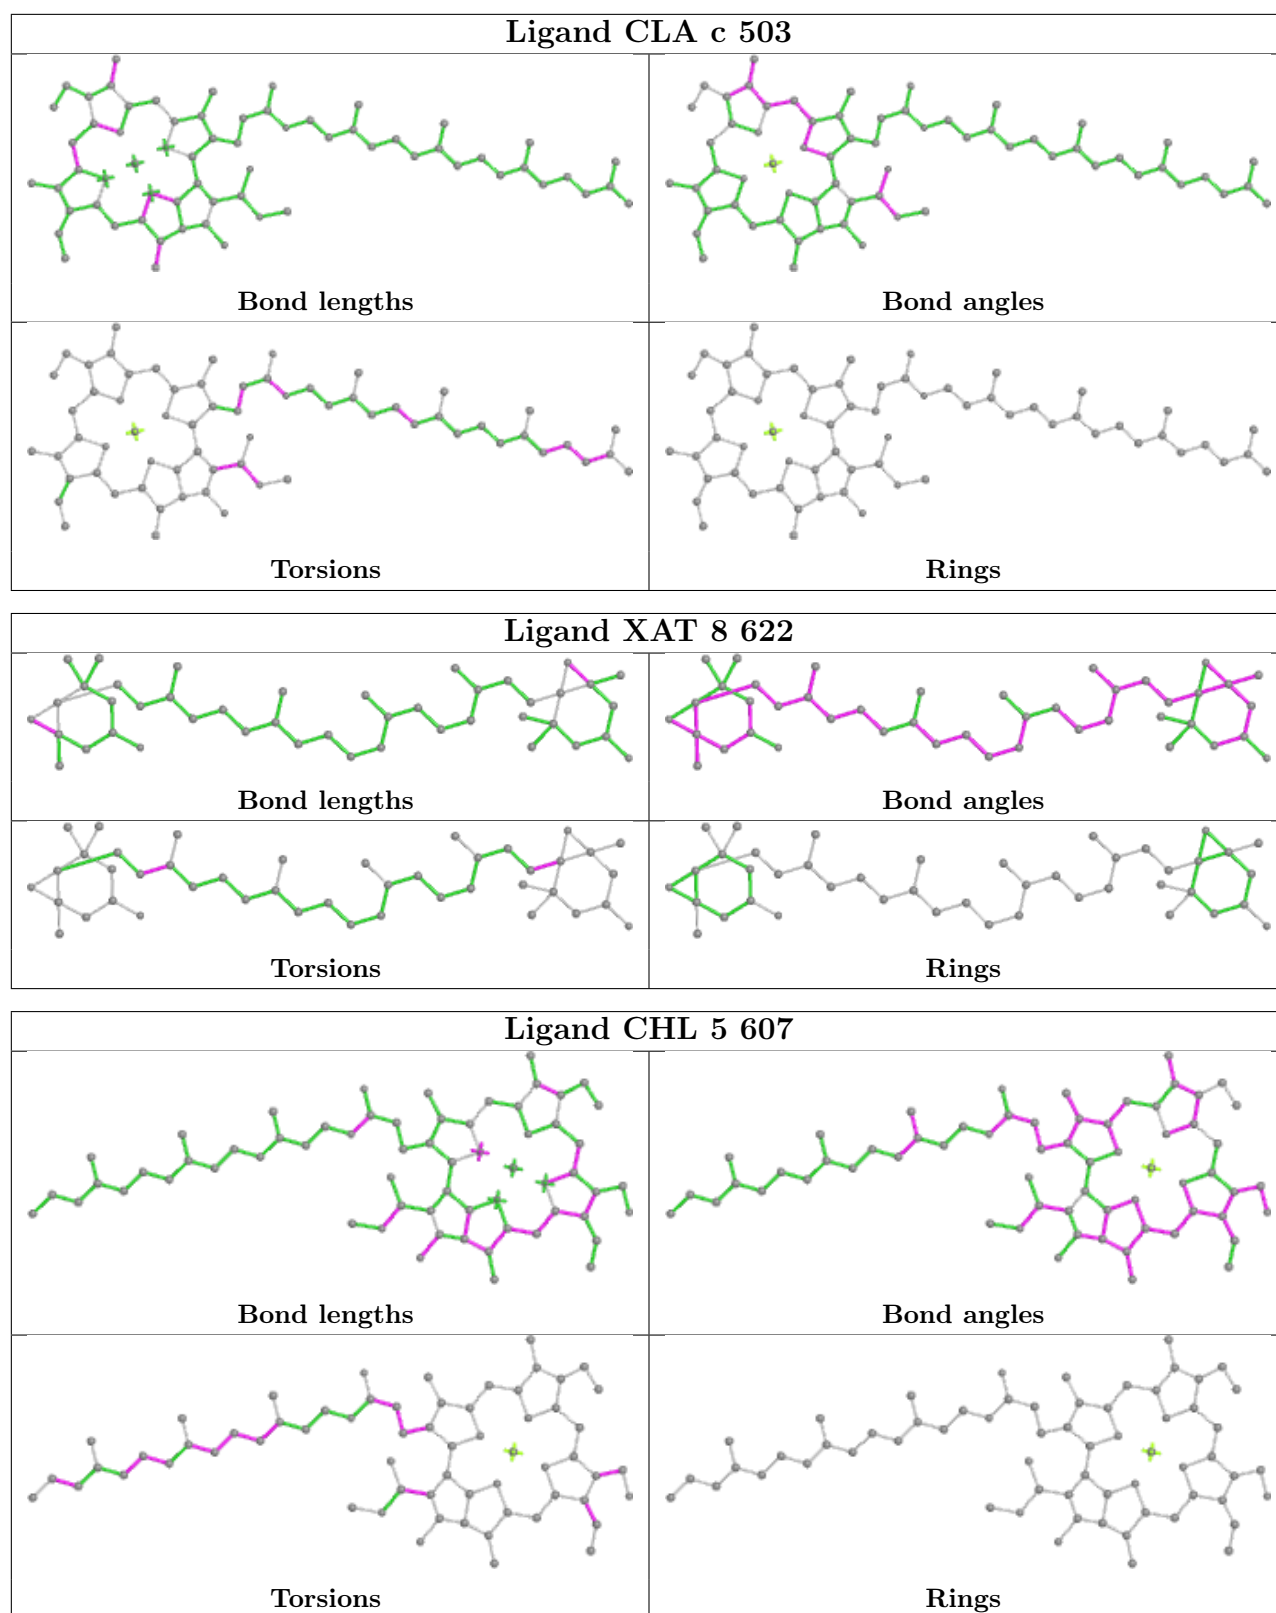 Ligand CLA c 503
Bond lengths
Bond angles
Torsions
Rings
Ligand XAT 8 622
Bond lengths
Bond angles
Torsions
Rings
Ligand CHL 5 607
Bond lengths
Bond angles
Torsions
Rings